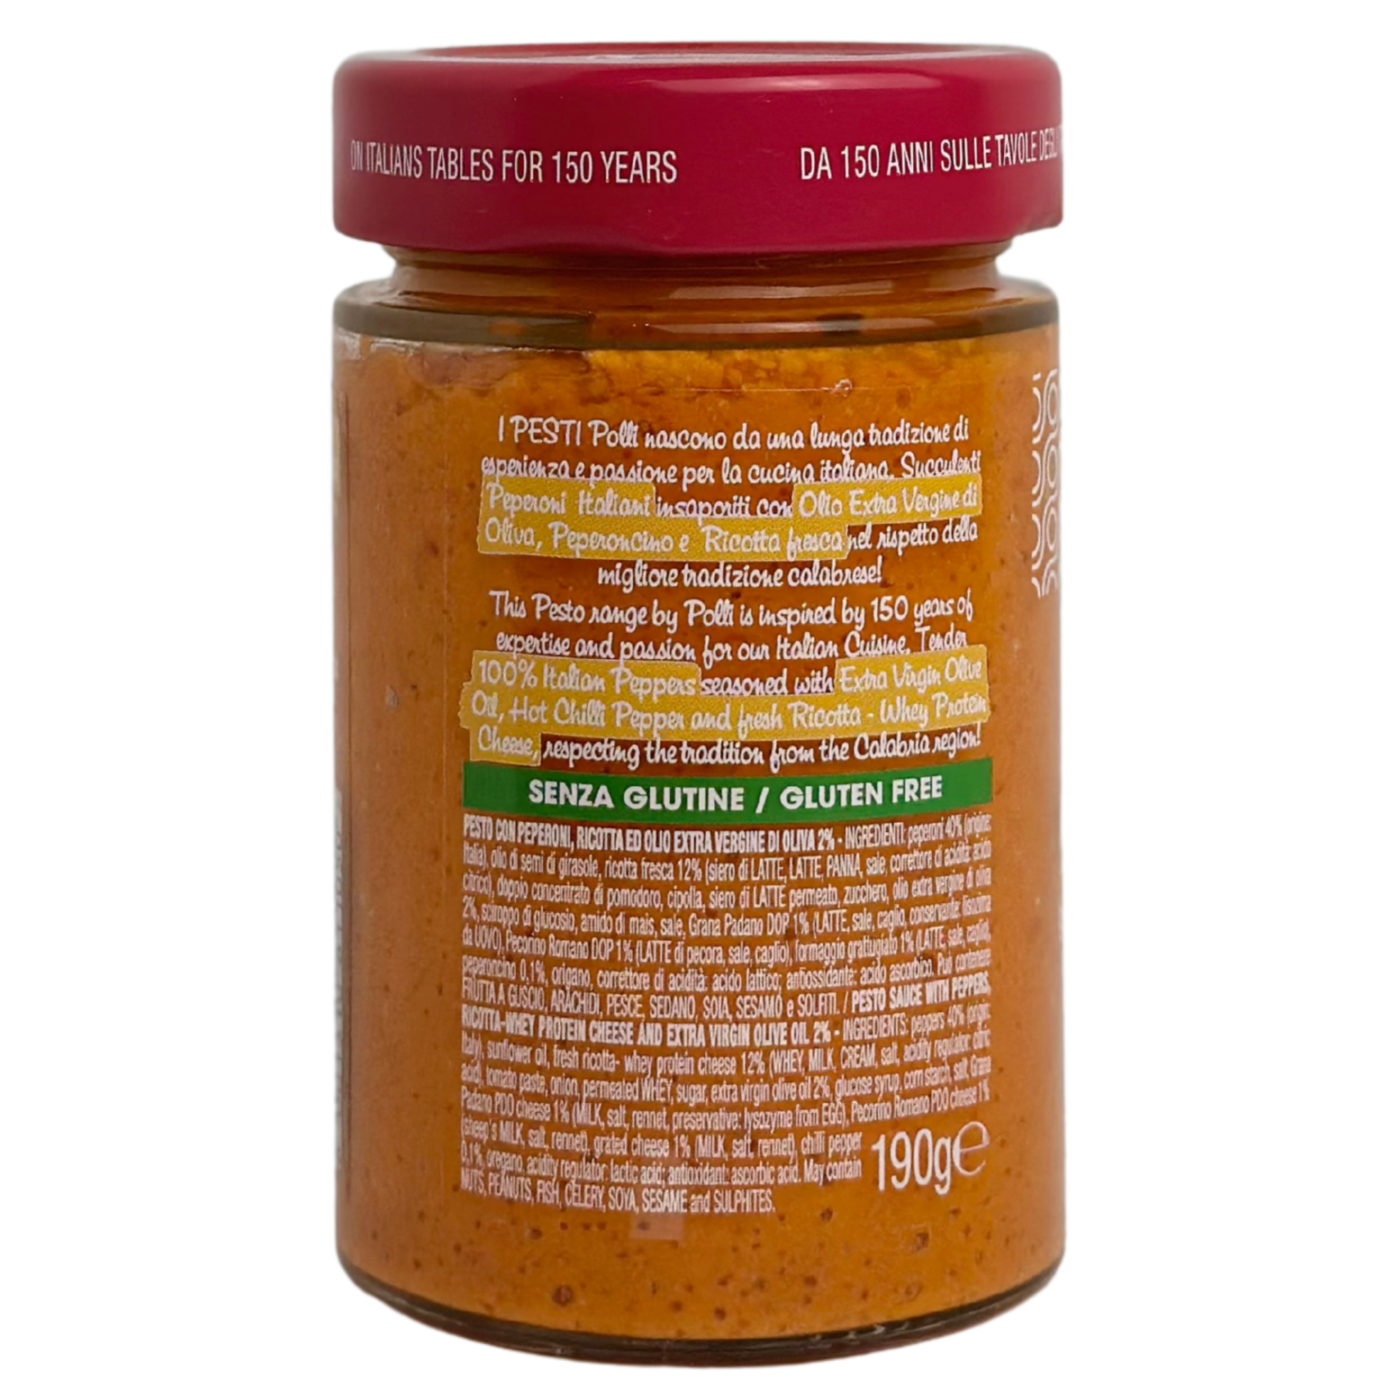 ON ITALIANS TABLES FOR 150 YEARS
DA 150 ANNI SULLE TAVOLE DEGLI
I PESTI Polli nascono da una lunga tradizione di
esperienza e passione per la cucina italiana. Succulenti
Peperoni Italiani insaporiti con Olio Extra Vergine di
Oliva, Peperoncino e Ricotta fresca nel rispetto della
migliore tradizione calabrese!
This Pesto range by Polli is inspired by 150 years of
expertise and passion for our Italian Cuisine. Tender
100% Italian Peppers seasoned with Extra Virgin Olive
Oil, Hot Chilli Pepper and fresh Ricotta - Whey Protein
Cheese, respecting the tradition from the Calabria region!
SENZA GLUTINE / GLUTEN FREE
PESTO CON PEPERONI, RICOTTA ED OLIO EXTRA VERGINE DI OLIVA 2% - INGREDIENTI: peperoni 40% (origine:
Italia), olio di semi di girasole, ricotta fresca 12% (siero di LATTE, LATTE, PANNA, sale, correttore di acidità: acido
citrico), doppio concentrato di pomodoro, cipolla, siero di LATTE permeato, zucchero, olio extra vergine di oliva
2%, sciroppo di glucosio, amido di mais, sale, Grana Padano DOP 1% (LATTE, sale, caglio, conservante: lisozima
da UOVO), Pecorino Romano DOP 1% (LATTE di pecora, sale, caglio), formaggio grattugiato 1% (LATTE, sale, caglio),
peperoncino 0,1%, origano, correttore di acidità: acido lattico; antiossidante: acido ascorbico. Può contenere
FRUTTA A GUSCIO, ARACHIDI, PESCE, SEDANO, SOIA, SESAMO e SOLFITI. / PESTO SAUCE WITH PEPPERS,
RICOTTA-WHEY PROTEIN CHEESE AND EXTRA VIRGIN OLIVE OIL 2% - INGREDIENTS: peppers 40% (origin:
Italy), sunflower oil, fresh ricotta- whey protein cheese 12% (WHEY, MILK, CREAM, salt, acidity regulator: citric
acid), tomato paste, onion, permeated WHEY, sugar, extra virgin olive oil 2%, glucose syrup, corn starch, salt, Grana
Padano PDO cheese 1% (MILK, salt, rennet, preservative: lysozyme from EGG), Pecorino Romano PDO cheese 1%
(sheep's MILK, salt, rennet), grated cheese 1% (MILK, salt, rennet), chilli pepper
0,1%, oregano, acidity regulator: lactic acid; antioxidant: ascorbic acid. May contain
NUTS, PEANUTS, FISH, CELERY, SOYA, SESAME and SULPHITES.
190g℮